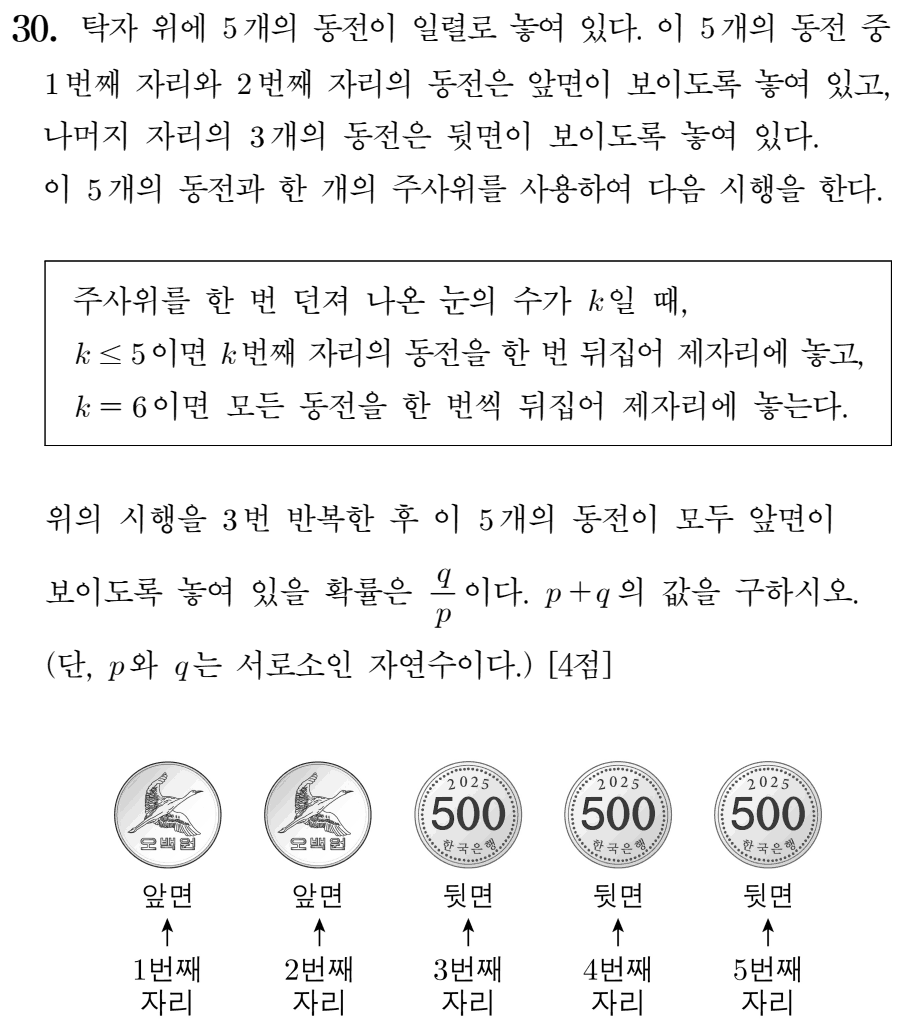 30. 탁자 위에 5개의 동전이 일렬로 놓여 있다. 이 5개의 동전 중
1번째 자리와 2번째 자리의 동전은 앞면이 보이도록 놓여 있고,
나머지 자리의 3개의 동전은 뒷면이 보이도록 놓여 있다.
이 5개의 동전과 한 개의 주사위를 사용하여 다음 시행을 한다.
주사위를 한 번 던져 나온 눈의 수가 k일 때,
k ≤ 5이면 k번째 자리의 동전을 한 번 뒤집어 제자리에 놓고,
k = 6이면 모든 동전을 한 번씩 뒤집어 제자리에 놓는다.
위의 시행을 3번 반복한 후 이 5개의 동전이 모두 앞면이
보이도록 놓여 있을 확률은 q/p이다. p+q의 값을 구하시오.
(단, p와 q는 서로소인 자연수이다.) [4점]
오백원 오백원 2025 500 한국은행 2025 500 한국은행 2025 500 한국은행
앞면 앞면 뒷면 뒷면 뒷면
1번째 2번째 3번째 4번째 5번째
자리 자리 자리 자리 자리